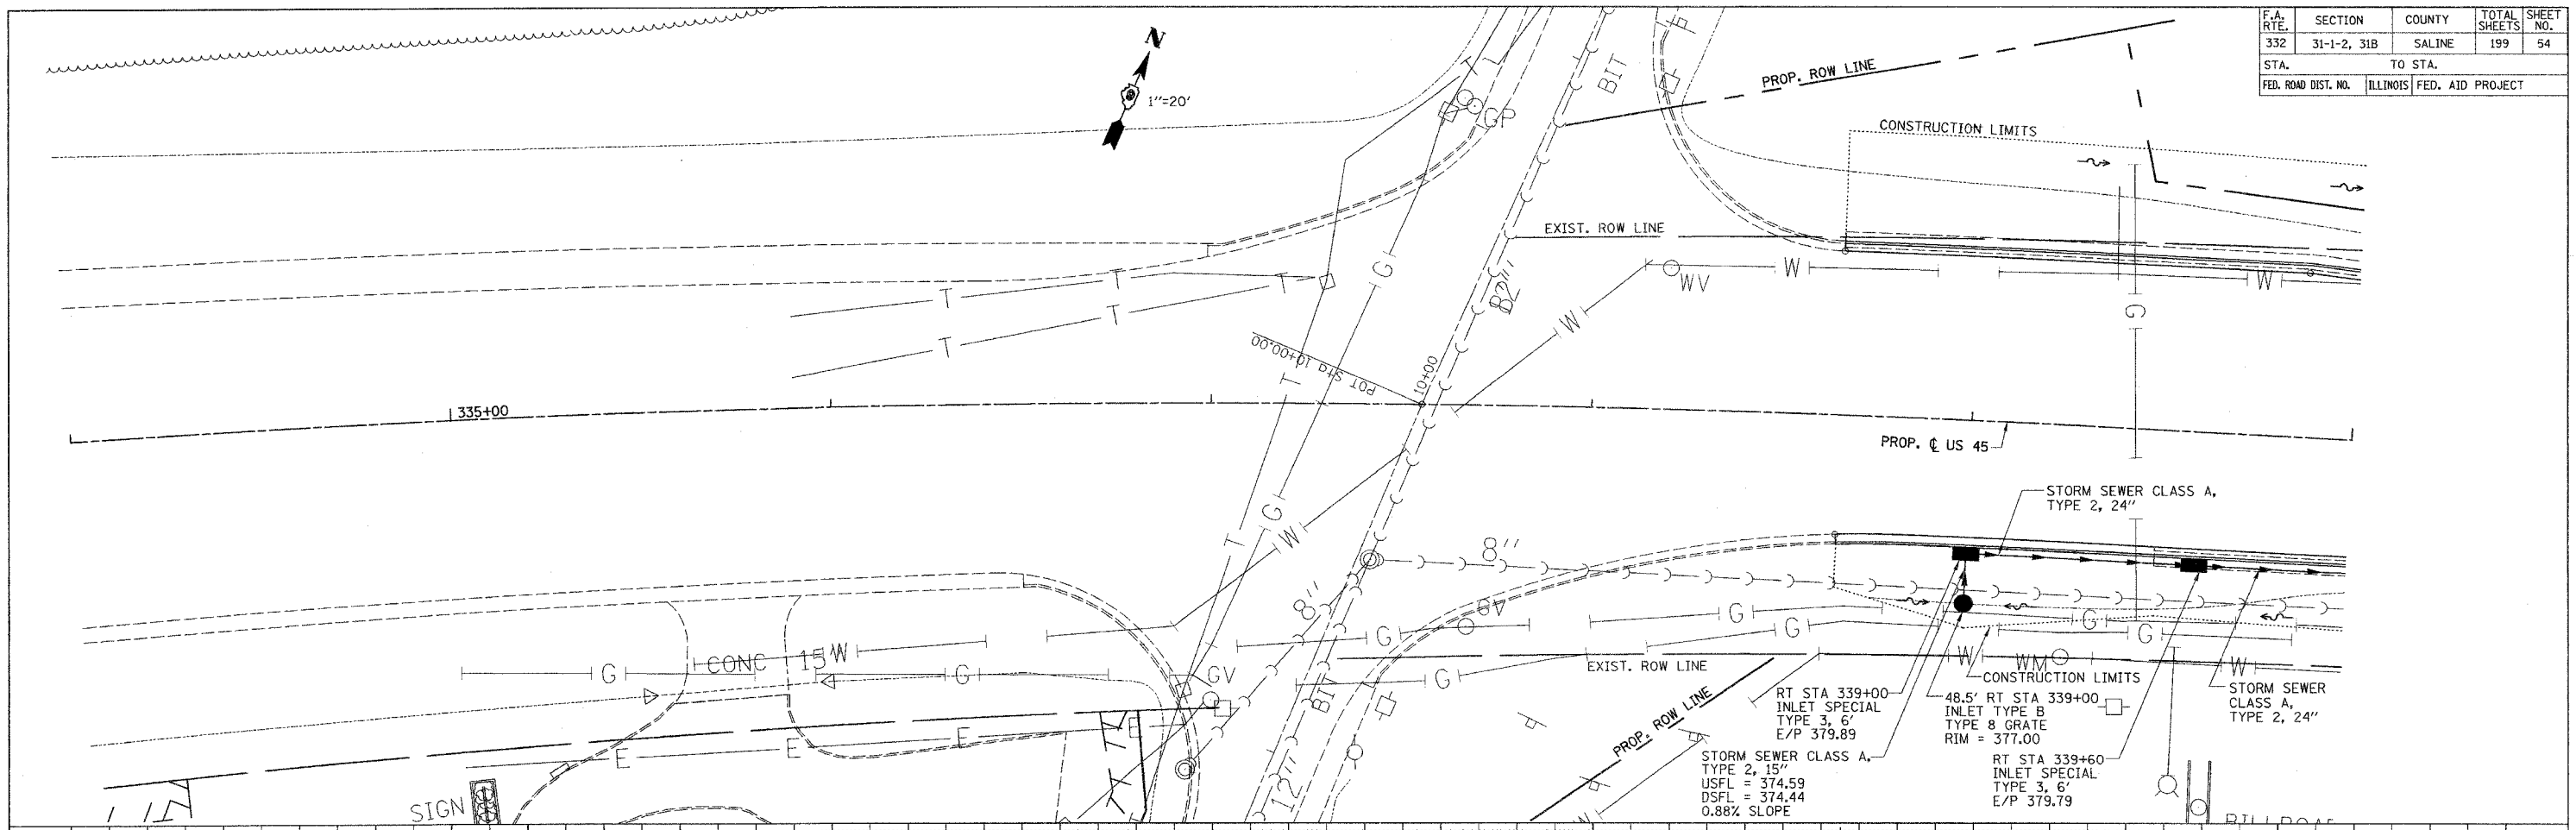 F.A. RTE. SECTION COUNTY TOTAL SHEETS SHEET NO.
332 31-1-2, 31B SALINE 199 54
STA. TO STA.
FED. ROAD DIST. NO. ILLINOIS FED. AID PROJECT
N
1"=20'
PROP. ROW LINE
BIT
GP
CONSTRUCTION LIMITS
EXIST. ROW LINE
T
T
T
T
T
G
W
WV
W
W
G
POT Sta 10+00.00
10+00
T
335+00
PROP. ℄ US 45
STORM SEWER CLASS A,
TYPE 2, 24"
G
W
T
8"
8"
GV
G
G
G
G
G
CONC 15
W
G
G
GV
G
BIT
EXIST. ROW LINE
W
WM
W
CONSTRUCTION LIMITS
RT STA 339+00
INLET SPECIAL
TYPE 3, 6'
E/P 379.89
48.5' RT STA 339+00
INLET TYPE B
TYPE 8 GRATE
RIM = 377.00
STORM SEWER
CLASS A,
TYPE 2, 24"
PROP. ROW LINE
E
E
E
E
STORM SEWER CLASS A,
TYPE 2, 15"
USFL = 374.59
DSFL = 374.44
0.88% SLOPE
RT STA 339+60
INLET SPECIAL
TYPE 3, 6'
E/P 379.79
SIGN
12"
W